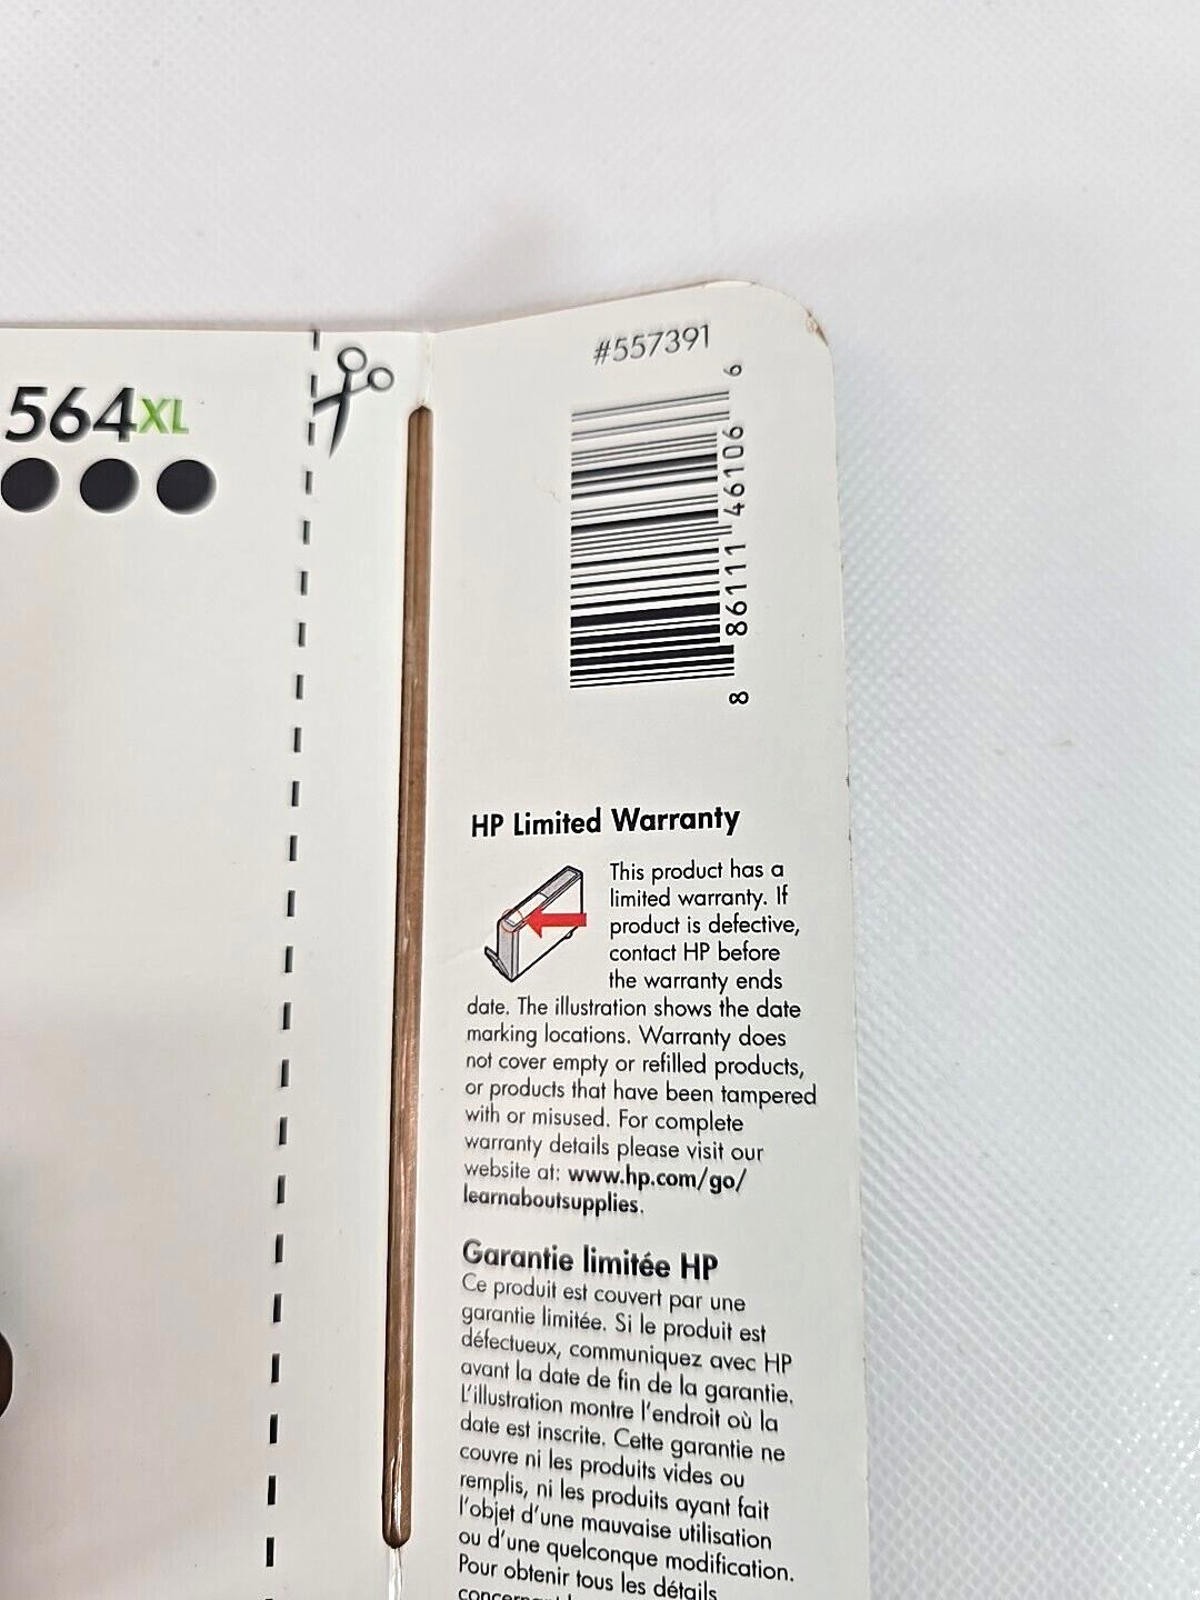 564XL
#557391
8 86111 46106 6
HP Limited Warranty
This product has a
limited warranty. If
product is defective,
contact HP before
the warranty ends
date. The illustration shows the date
marking locations. Warranty does
not cover empty or refilled products,
or products that have been tampered
with or misused. For complete
warranty details please visit our
website at: www.hp.com/go/
learnaboutsupplies.
Garantie limitée HP
Ce produit est couvert par une
garantie limitée. Si le produit est
défectueux, communiquez avec HP
avant la date de fin de la garantie.
L'illustration montre l'endroit où la
date est inscrite. Cette garantie ne
couvre ni les produits vides ou
remplis, ni les produits ayant fait
l'objet d'une mauvaise utilisation
ou d'une quelconque modification.
Pour obtenir tous les détails